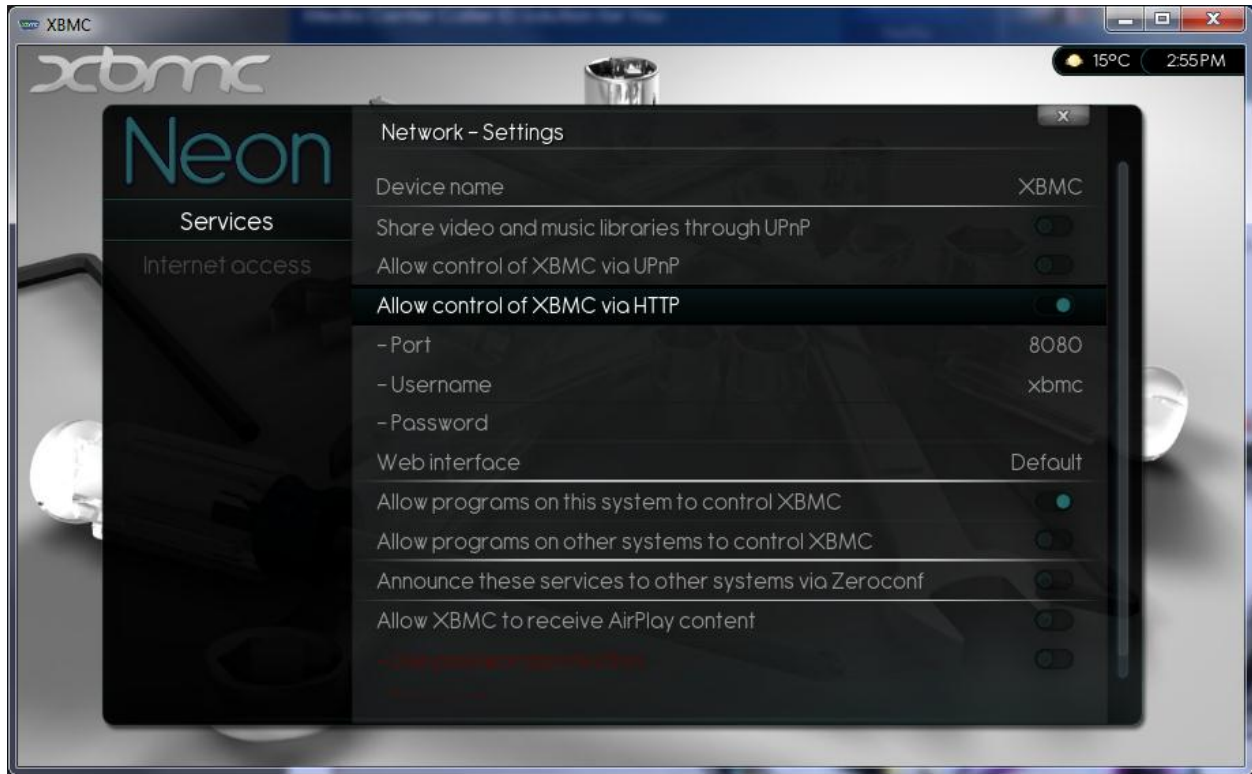 XBMC
xbmc
15°C 2:55PM
Neon
Network - Settings
Device name XBMC
Services
Share video and music libraries through UPnP
Internet access
Allow control of XBMC via UPnP
Allow control of XBMC via HTTP
- Port 8080
- Username xbmc
- Password
Web interface Default
Allow programs on this system to control XBMC
Allow programs on other systems to control XBMC
Announce these services to other systems via Zeroconf
Allow XBMC to receive AirPlay content